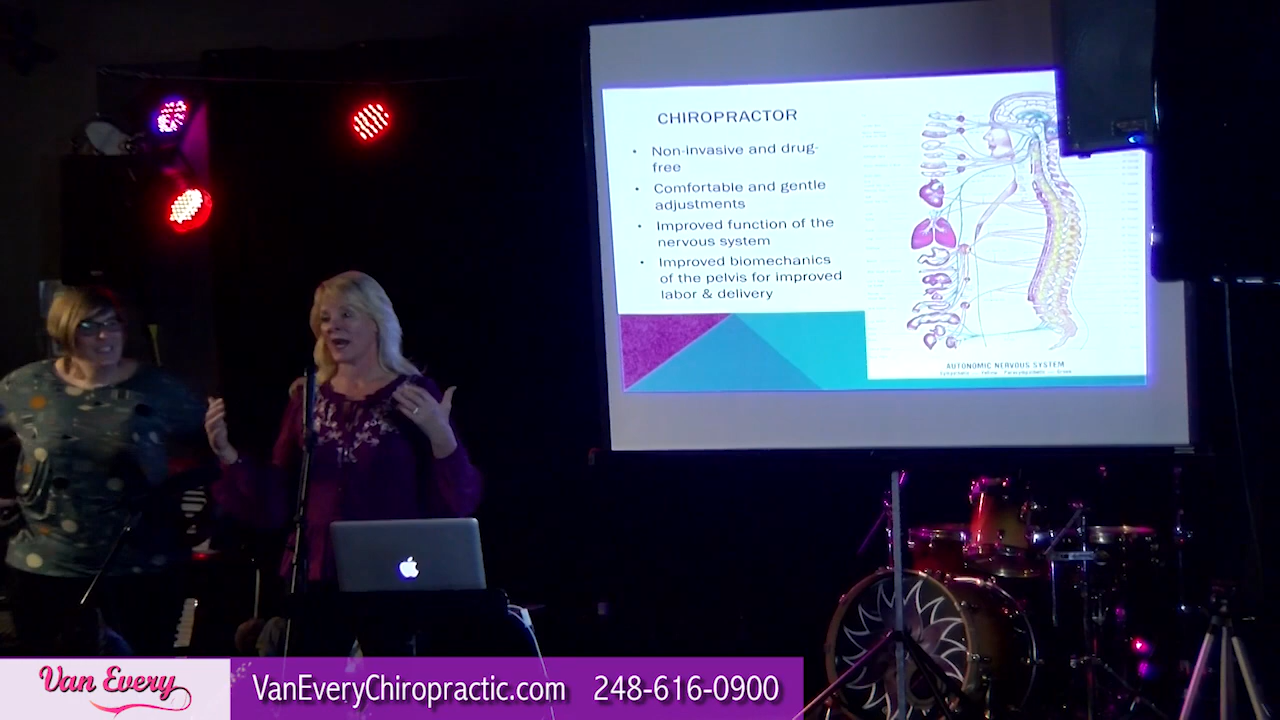 CHIROPRACTOR
• Non-invasive and drug-
free
• Comfortable and gentle
adjustments
• Improved function of the
nervous system
• Improved biomechanics
of the pelvis for improved
labor & delivery
AUTONOMIC NERVOUS SYSTEM
Van Every
VanEveryChiropractic.com 248-616-0900